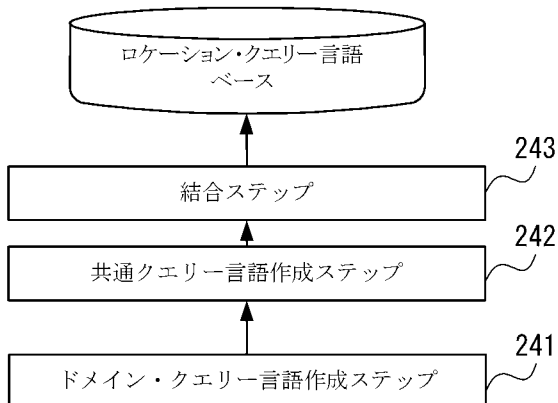 ロケーション・クエリー言語
ベース
243
結合ステップ
242
共通クエリー言語作成ステップ
241
ドメイン・クエリー言語作成ステップ